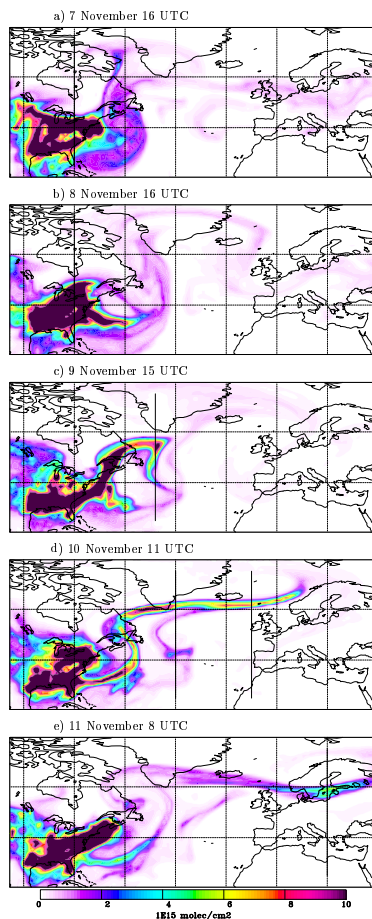 a) 7 November 16 UTC
b) 8 November 16 UTC
c) 9 November 15 UTC
d) 10 November 11 UTC
e) 11 November 8 UTC
0 2 4 6 8 10
1E15 molec/cm2